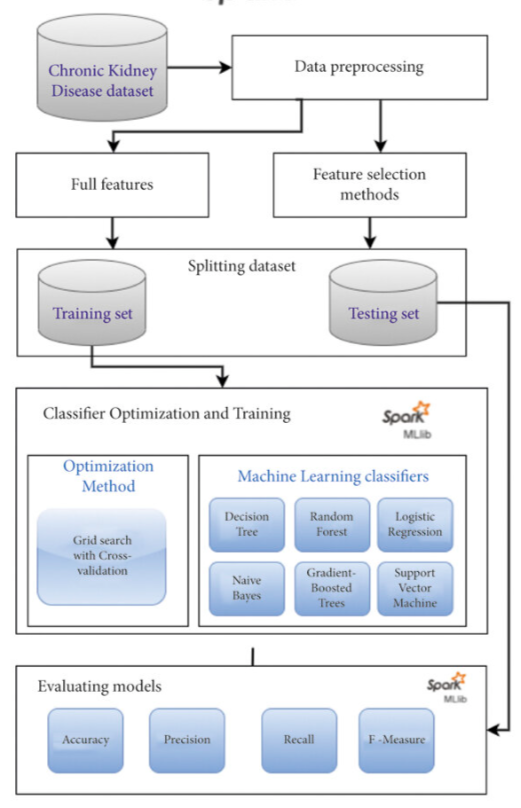 Chronic Kidney
Disease dataset
Data preprocessing
Full features
Feature selection
methods
Splitting dataset
Training set
Testing set
Classifier Optimization and Training
Spark
MLlib
Optimization
Method
Grid search
with Cross-
validation
Machine Learning classifiers
Decision
Tree
Random
Forest
Logistic
Regression
Naive
Bayes
Gradient-
Boosted
Trees
Support
Vector
Machine
Evaluating models
Spark
MLlib
Accuracy
Precision
Recall
F -Measure